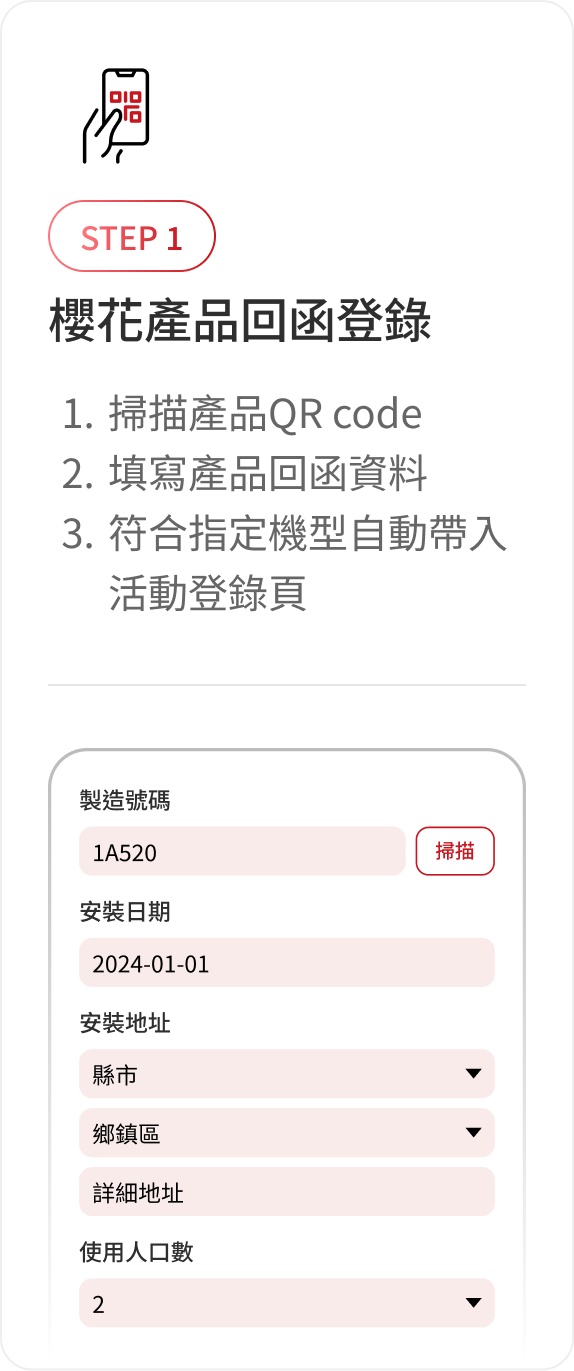 STEP 1
櫻花產品回函登錄
1. 掃描產品QR code
2. 填寫產品回函資料
3. 符合指定機型自動帶入
活動登錄頁
製造號碼
1A520 掃描
安裝日期
2024-01-01
安裝地址
縣市
鄉鎮區
詳細地址
使用人口數
2